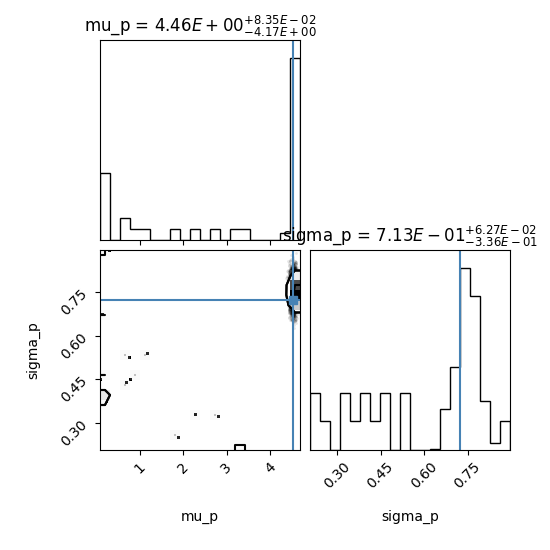 mu_p = 4.46E + 00 +8.35E − 02
−4.17E + 00
sigma_p = 7.13E − 01 +6.27E − 02
−3.36E − 01
sigma_p
0.75
0.60
0.45
0.30
1 2 3 4
0.30 0.45 0.60 0.75
mu_p
sigma_p